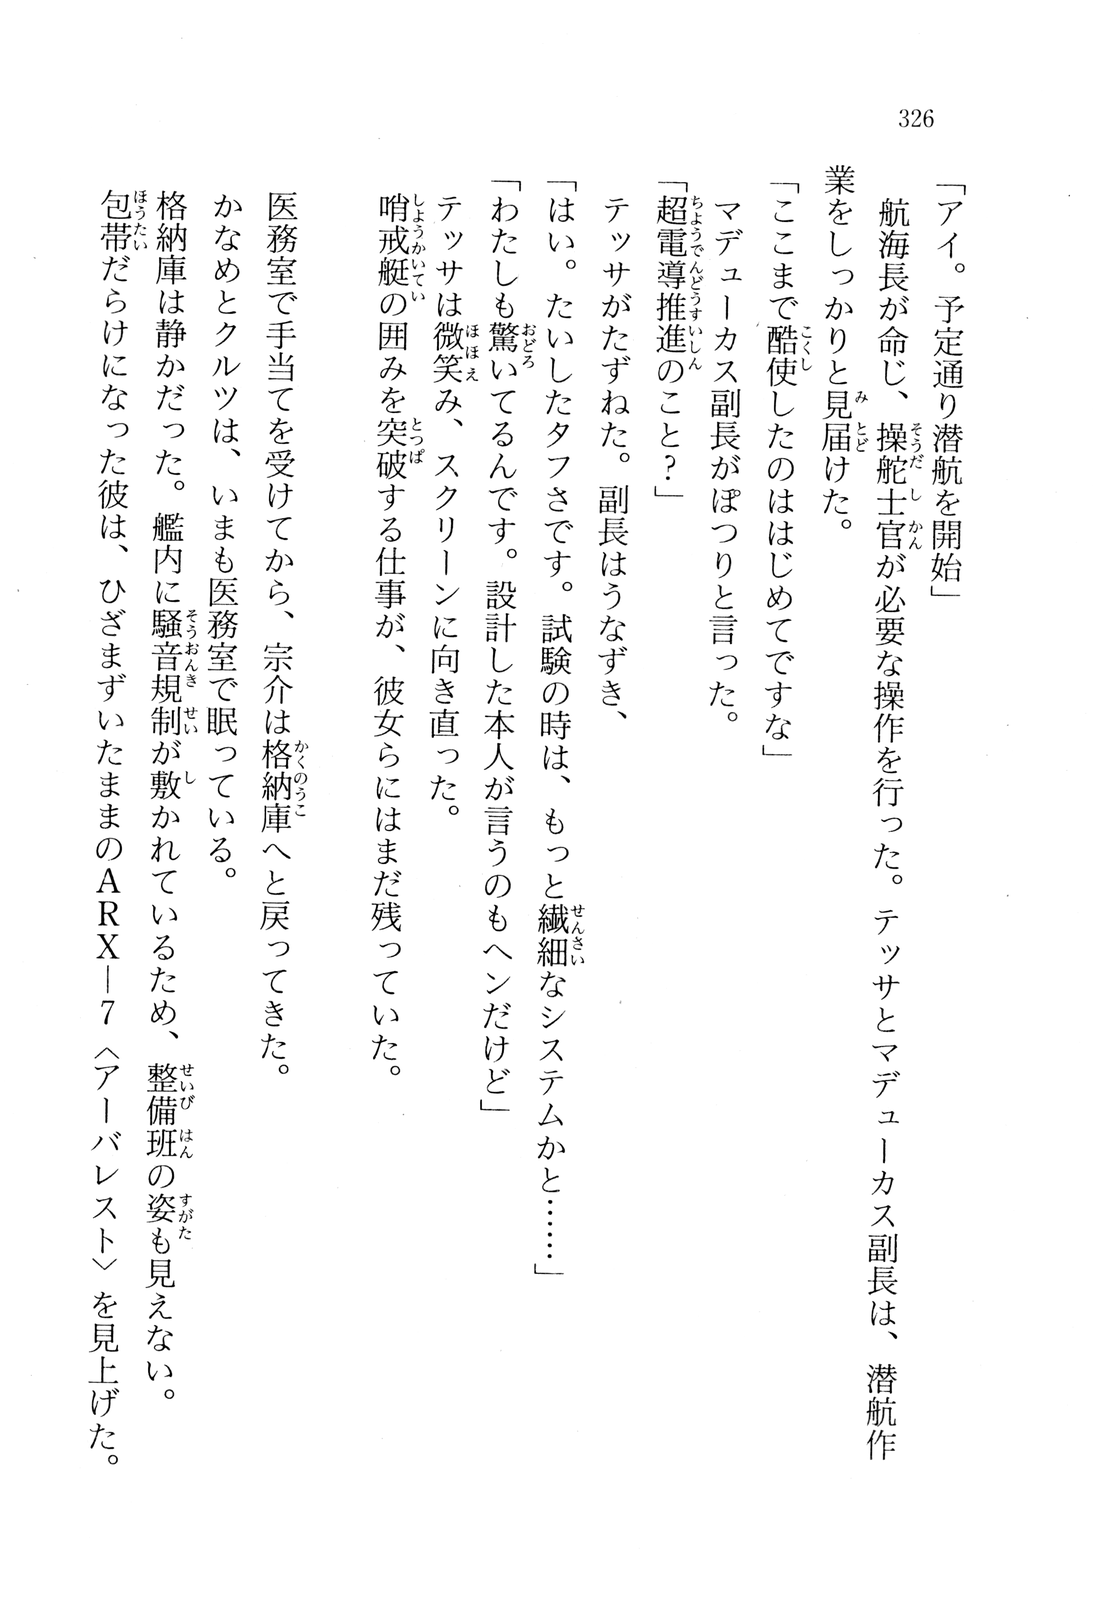 326
「アイ。予定通り潜航を開始」
　航海長が命じ、操舵士官が必要な操作を行った。テッサとマデューカス副長は、潜航作
業をしっかりと見届けた。
「ここまで酷使したのははじめてですな」
　マデューカス副長がぽつりと言った。
「超電導推進のこと？」
　テッサがたずねた。副長はうなずき、
「はい。たいしたタフさです。試験の時は、もっと繊細なシステムかと……」
「わたしも驚いてるんです。設計した本人が言うのもヘンだけど」
　テッサは微笑み、スクリーンに向き直った。
　哨戒艇の囲みを突破する仕事が、彼女らにはまだ残っていた。
　医務室で手当てを受けてから、宗介は格納庫へと戻ってきた。
　かなめとクルツは、いまも医務室で眠っている。
　格納庫は静かだった。艦内に騒音規制が敷かれているため、整備班の姿も見えない。
　包帯だらけになった彼は、ひざまずいたままのＡＲＸ―７〈アーバレスト〉を見上げた。